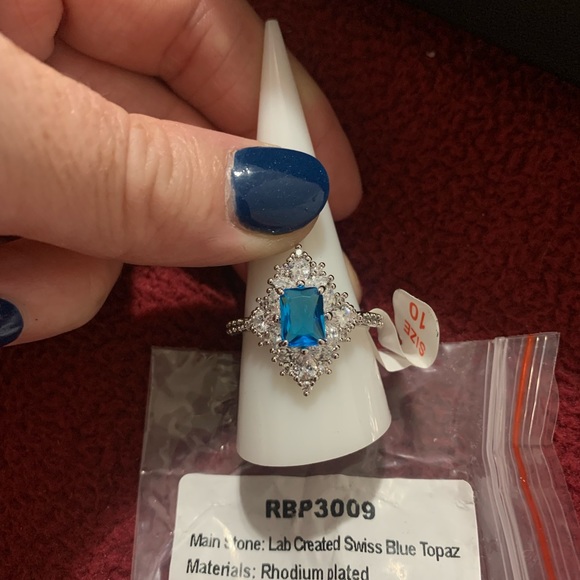 SIZE
10
RBP3009
Main Stone: Lab Created Swiss Blue Topaz
Materials: Rhodium plated